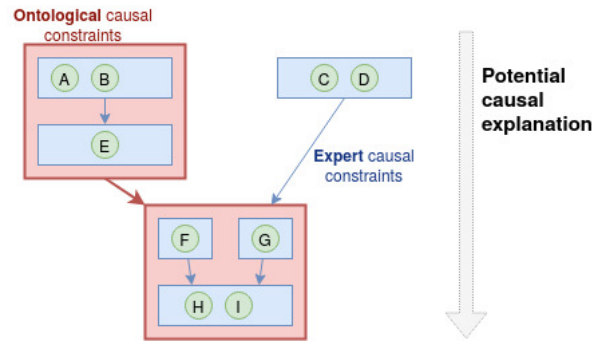 Ontological causal
constraints
A B
C D
E
Potential
causal
explanation
Expert causal
constraints
F
G
H I